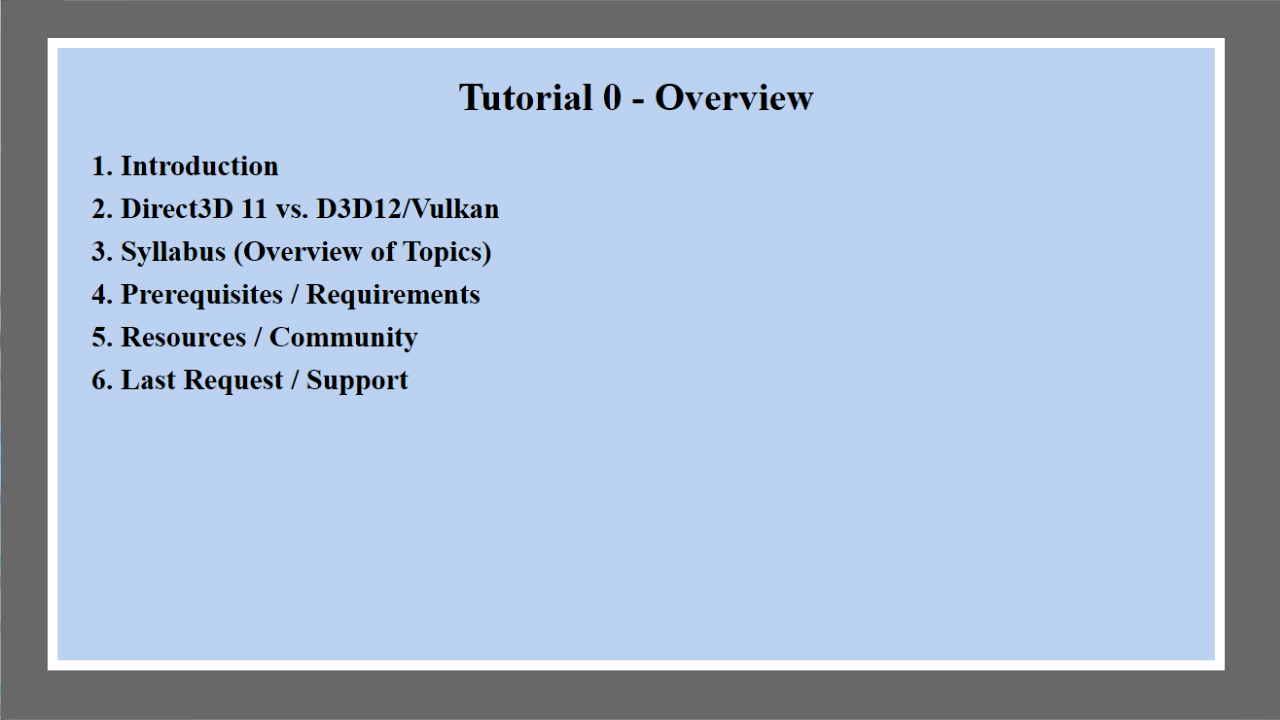 Tutorial 0 - Overview
1. Introduction
2. Direct3D 11 vs. D3D12/Vulkan
3. Syllabus (Overview of Topics)
4. Prerequisites / Requirements
5. Resources / Community
6. Last Request / Support